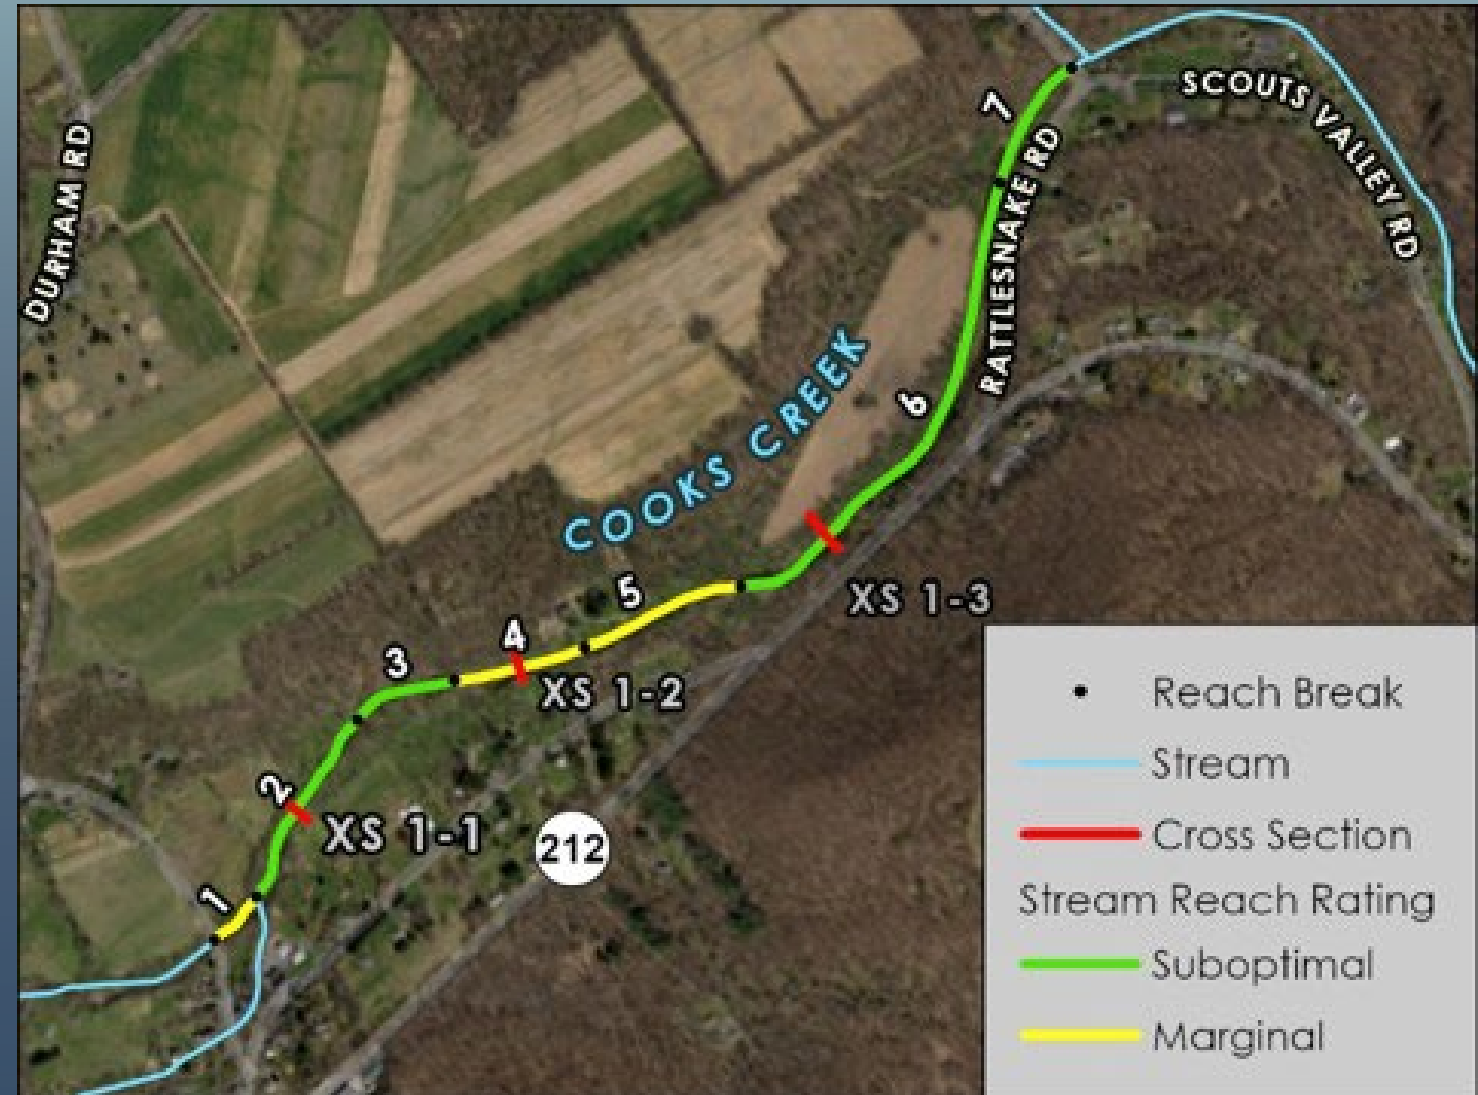 DURHAM RD
SCOUTS VALLEY RD
7
RATTLESNAKE RD
COOKS CREEK
6
5
XS 1-3
4
3
XS 1-2
2
XS 1-1
212
1
Reach Break
Stream
Cross Section
Stream Reach Rating
Suboptimal
Marginal